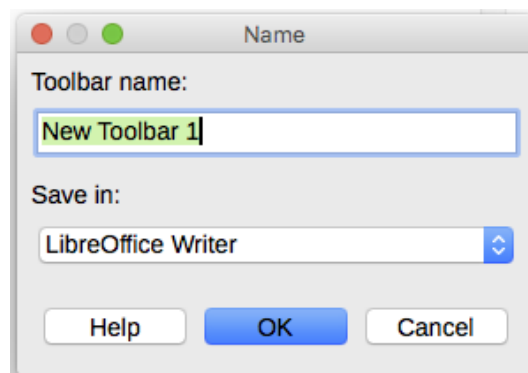 Name
Toolbar name:
New Toolbar 1
Save in:
LibreOffice Writer
Help OK Cancel